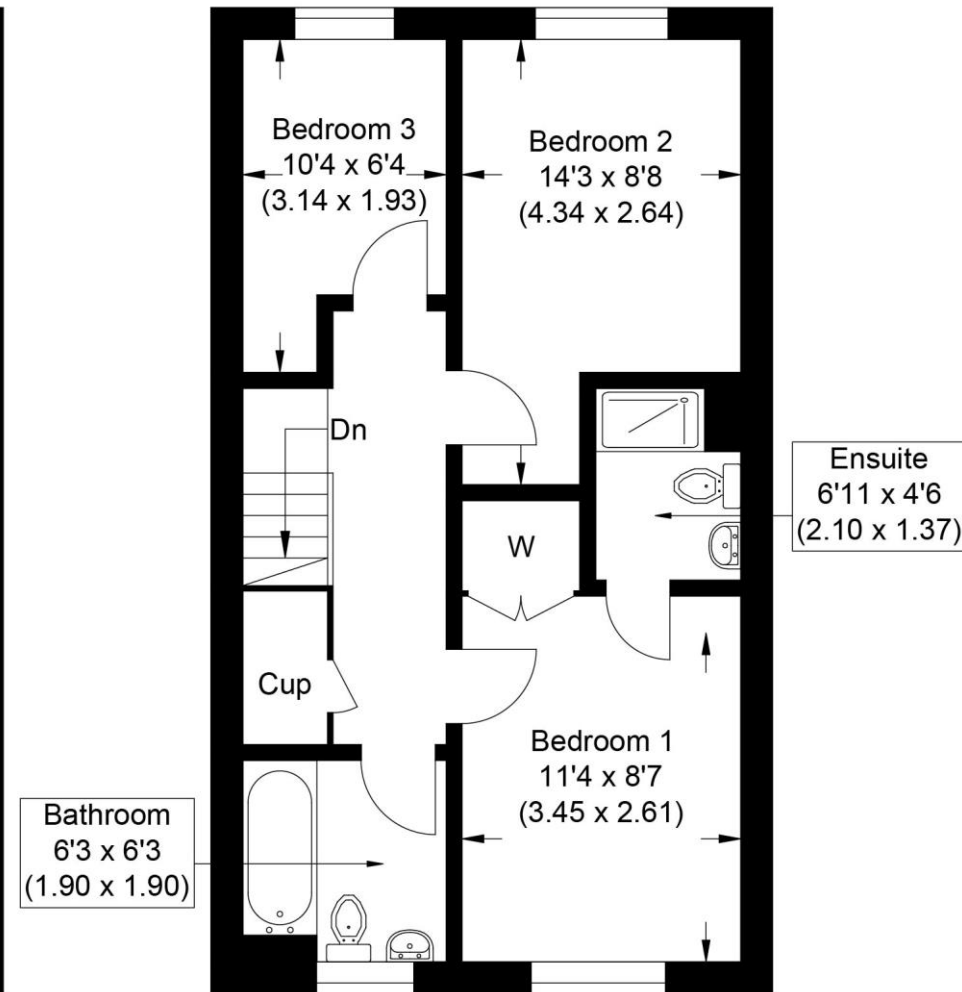 Bedroom 3
10'4 x 6'4
(3.14 x 1.93)
Bedroom 2
14'3 x 8'8
(4.34 x 2.64)
Dn
Ensuite
6'11 x 4'6
(2.10 x 1.37)
W
Cup
Bedroom 1
11'4 x 8'7
(3.45 x 2.61)
Bathroom
6'3 x 6'3
(1.90 x 1.90)